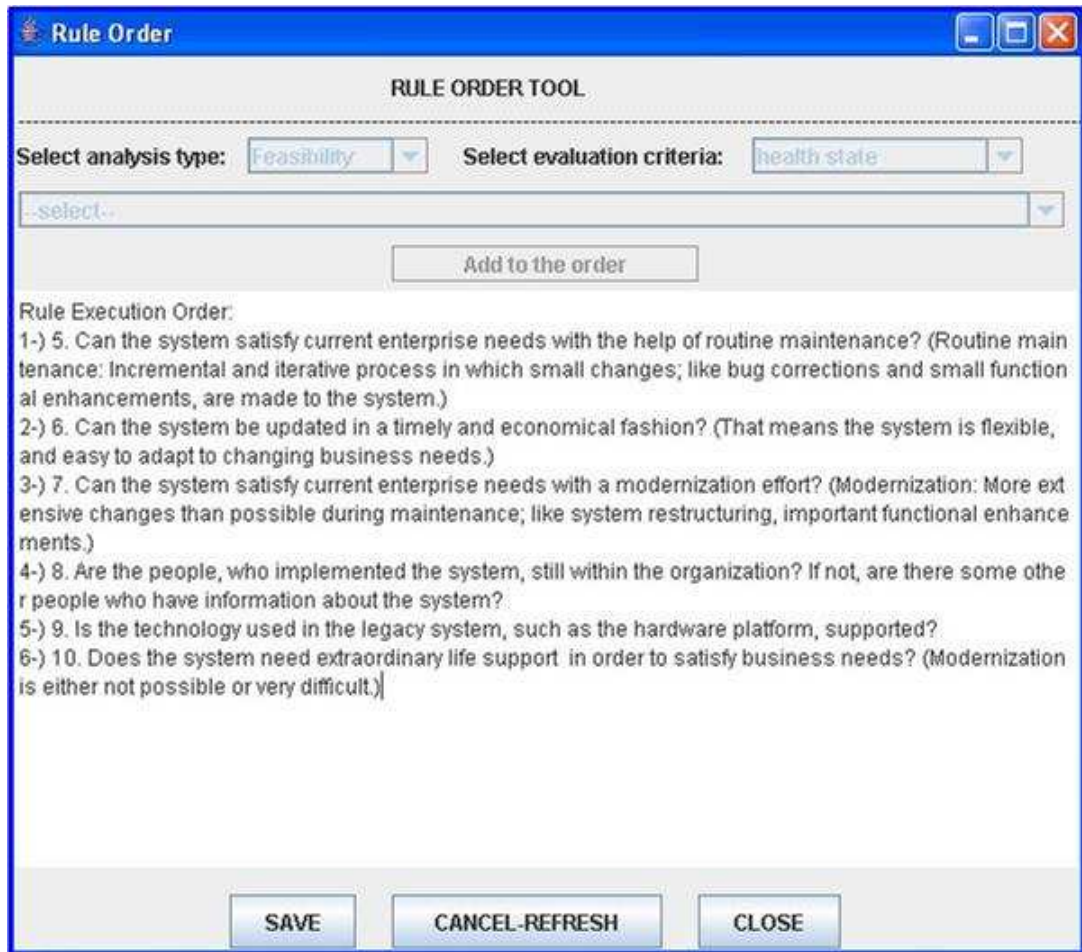 Rule Order
RULE ORDER TOOL
Select analysis type: Feasibility Select evaluation criteria: health state
--select--
Add to the order
Rule Execution Order:
1-) 5. Can the system satisfy current enterprise needs with the help of routine maintenance? (Routine main
tenance: Incremental and iterative process in which small changes; like bug corrections and small function
al enhancements, are made to the system.)
2-) 6. Can the system be updated in a timely and economical fashion? (That means the system is flexible,
and easy to adapt to changing business needs.)
3-) 7. Can the system satisfy current enterprise needs with a modernization effort? (Modernization: More ext
ensive changes than possible during maintenance; like system restructuring, important functional enhance
ments.)
4-) 8. Are the people, who implemented the system, still within the organization? If not, are there some othe
r people who have information about the system?
5-) 9. Is the technology used in the legacy system, such as the hardware platform, supported?
6-) 10. Does the system need extraordinary life support  in order to satisfy business needs? (Modernization
is either not possible or very difficult.)
SAVE CANCEL-REFRESH CLOSE